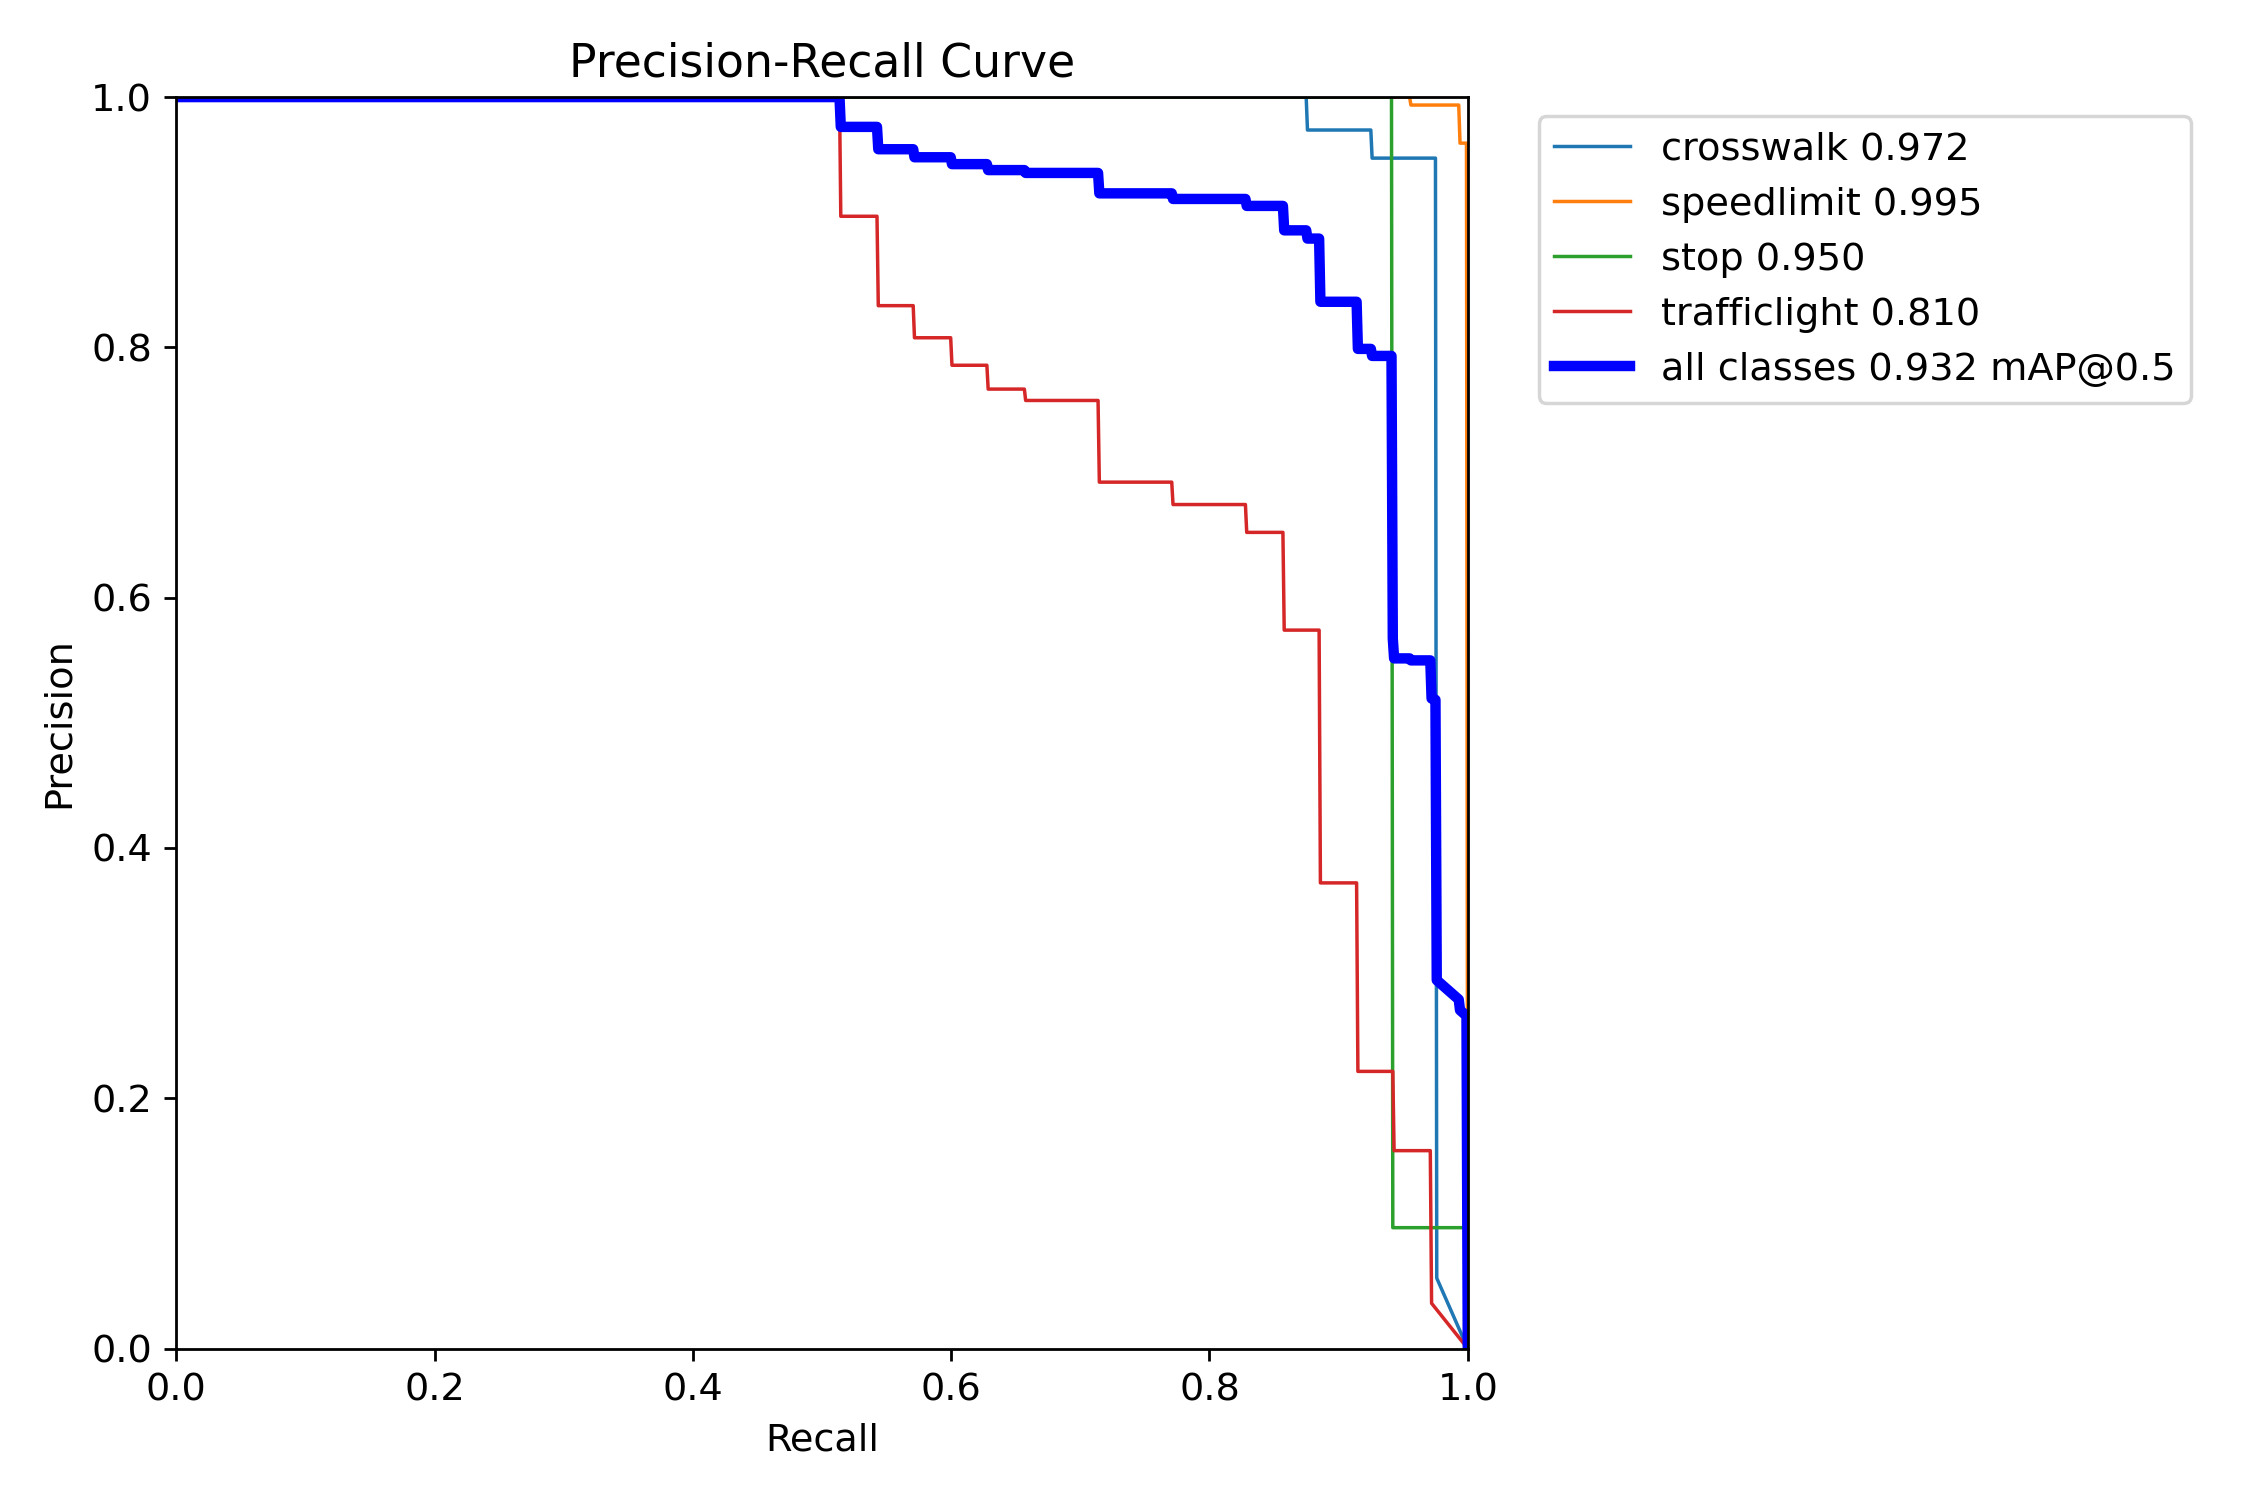 Precision-Recall Curve
1.0
0.8
0.6
0.4
0.2
0.0
Precision
0.0 0.2 0.4 0.6 0.8 1.0
Recall
crosswalk 0.972
speedlimit 0.995
stop 0.950
trafficlight 0.810
all classes 0.932 mAP@0.5